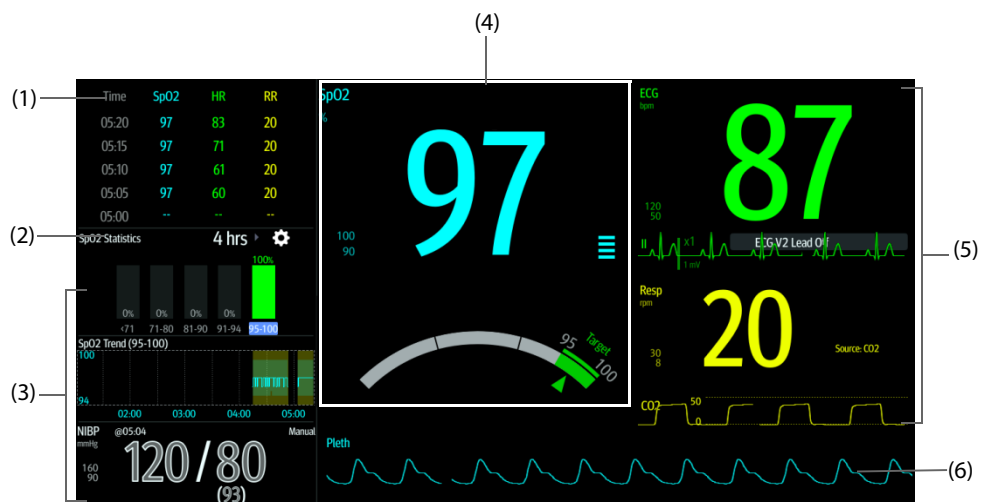 (4)
(1)
Time SpO2 HR RR
05:20 97 83 20
05:15 97 71 20
05:10 97 61 20
05:05 97 60 20
05:00 -- -- --
(2)
SpO2 Statistics 4 hrs
100%
0% 0% 0% 0%
<71 71-80 81-90 91-94 95-100
(3)
SpO2 Trend (95-100)
100
94
02:00 03:00 04:00 05:00
NIBP @05:04 Manual
mmHg
160
90
120 / 80
(93)
SpO2
%
97
100
90
95 Target 100
ECG
bpm
87
120
50
II x1 ECG V2 Lead Off
1 mV
(5)
Resp
rpm
20
30
8
Source: CO2
CO2 50
0
Pleth
(6)